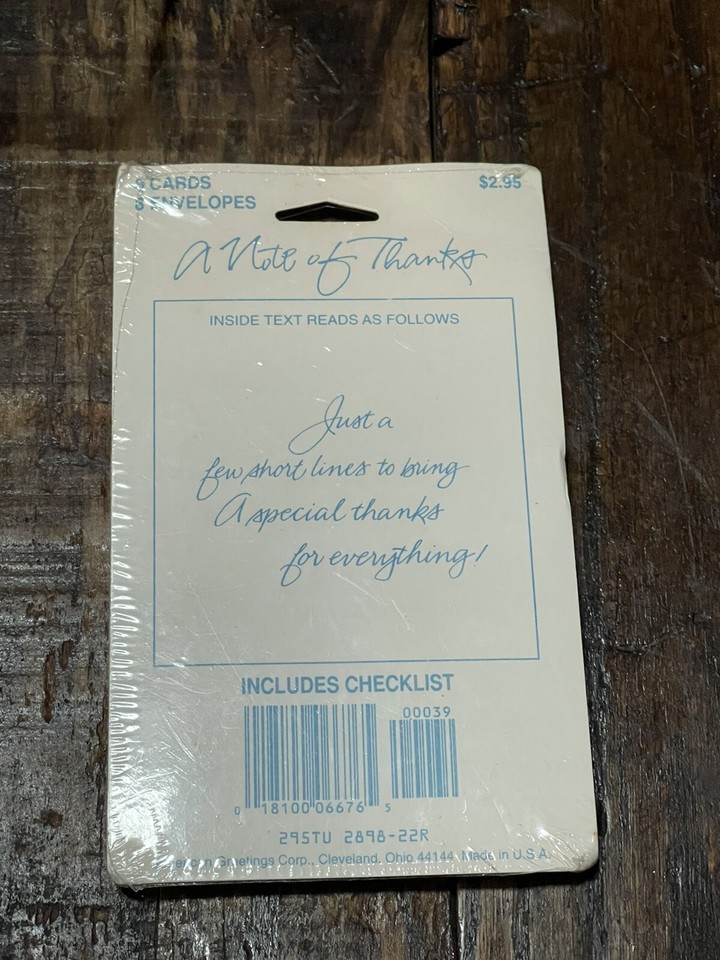 CARDS
ENVELOPES
$2.95
A Note of Thanks
INSIDE TEXT READS AS FOLLOWS
Just a
few short lines to bring
A special thanks
for everything!
INCLUDES CHECKLIST
00039
0 18100 06676 5
295TU 2898-22R
American Greetings Corp., Cleveland, Ohio 44144 Made in U.S.A.